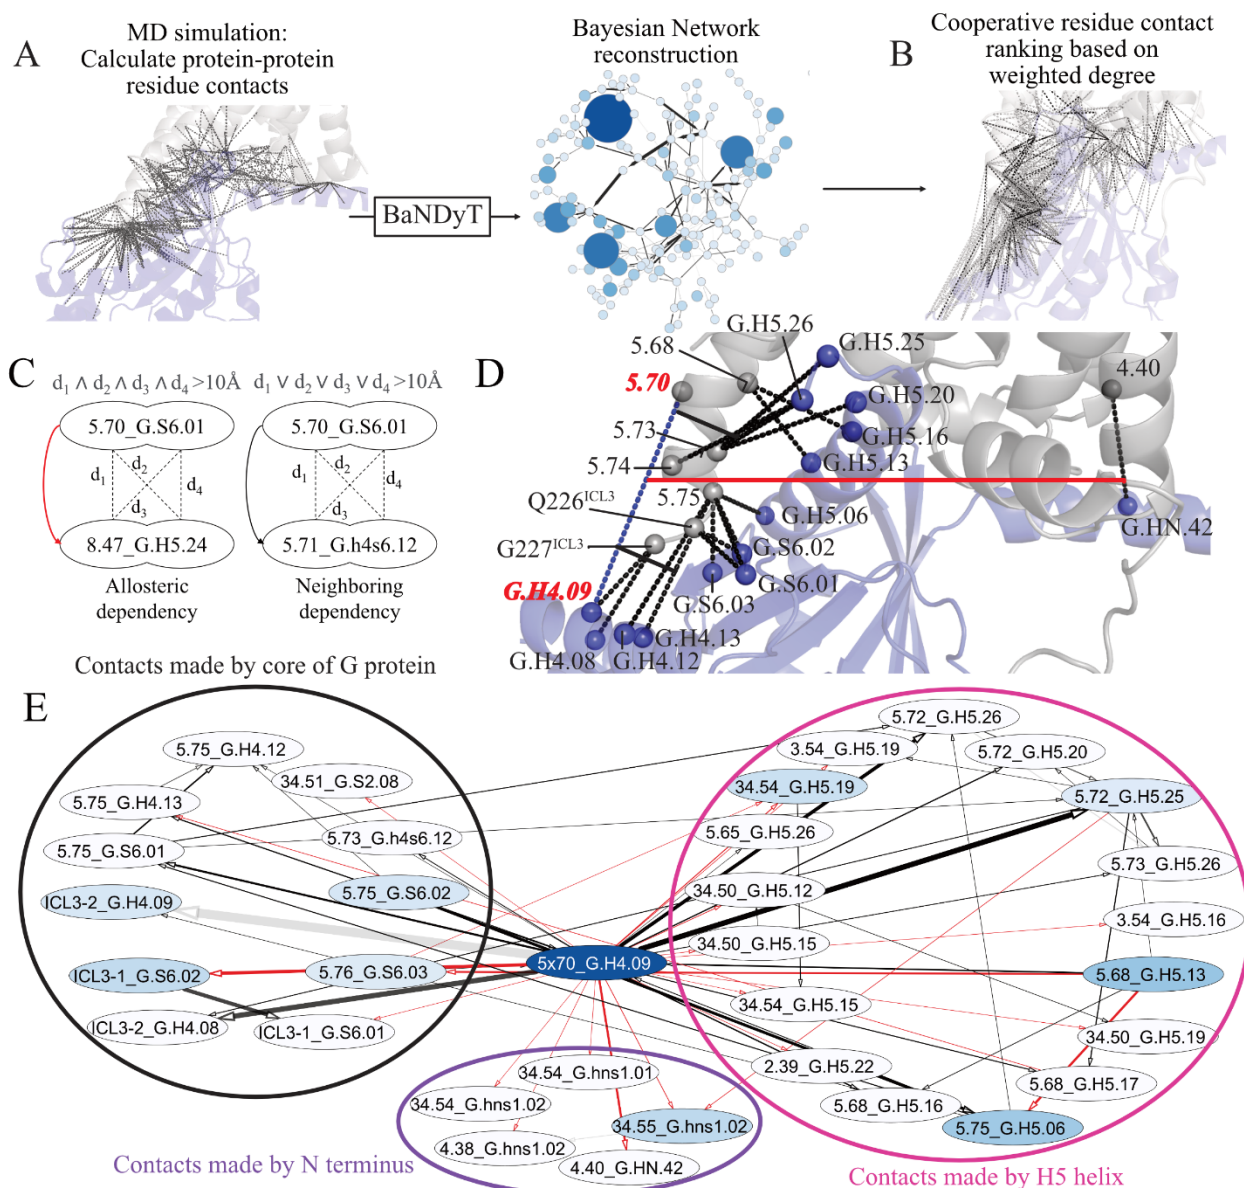 A
MD simulation:
Calculate protein-protein
residue contacts
BaNDyT
Bayesian Network
reconstruction
B
Cooperative residue contact
ranking based on
weighted degree
C
d₁ ∧ d₂ ∧ d₃ ∧ d₄ >10Å
5.70_G.S6.01
d₁
d₂
d₃
d₄
8.47_G.H5.24
Allosteric
dependency
d₁ ∨ d₂ ∨ d₃ ∨ d₄ >10Å
5.70_G.S6.01
d₁
d₂
d₃
d₄
5.71_G.h4s6.12
Neighboring
dependency
D
G.H5.26
5.68
G.H5.25
5.70
4.40
G.H5.20
5.73
G.H5.16
5.74
G.H5.13
Q226ᴵᶜᴸ³
5.75
G.H5.06
G.HN.42
G227ᴵᶜᴸ³
G.S6.02
G.S6.01
G.H4.09
G.S6.03
G.H4.13
G.H4.08
G.H4.12
E
Contacts made by core of G protein
5.75_G.H4.12
34.51_G.S2.08
5.75_G.H4.13
5.73_G.h4s6.12
5.75_G.S6.01
5.75_G.S6.02
ICL3-2_G.H4.09
ICL3-1_G.S6.02
5.76_G.S6.03
ICL3-2_G.H4.08
ICL3-1_G.S6.01
5x70_G.H4.09
5.72_G.H5.26
3.54_G.H5.19
5.72_G.H5.20
34.54_G.H5.19
5.72_G.H5.25
5.65_G.H5.26
5.73_G.H5.26
34.50_G.H5.12
3.54_G.H5.16
34.50_G.H5.15
5.68_G.H5.13
34.54_G.H5.15
34.50_G.H5.19
2.39_G.H5.22
5.68_G.H5.17
5.68_G.H5.16
5.75_G.H5.06
34.54_G.hns1.01
34.54_G.hns1.02
34.55_G.hns1.02
4.38_G.hns1.02
4.40_G.HN.42
Contacts made by N terminus
Contacts made by H5 helix